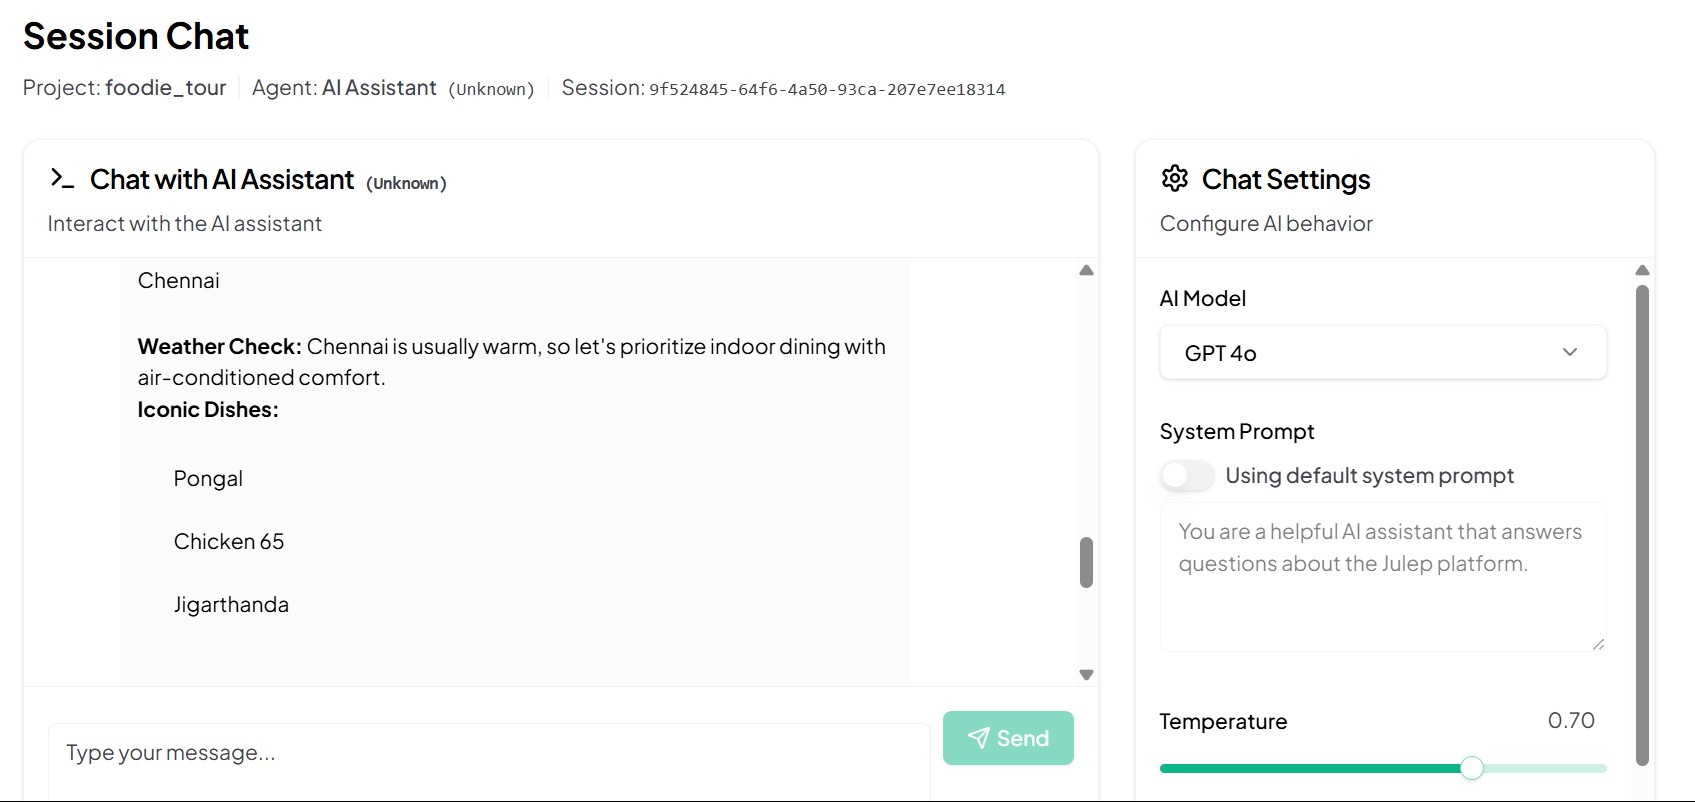 Session Chat
Project: foodie_tour Agent: AI Assistant (Unknown) Session: 9f524845-64f6-4a50-93ca-207e7ee18314
Chat with AI Assistant (Unknown)
Interact with the AI assistant
Chennai
Weather Check: Chennai is usually warm, so let's prioritize indoor dining with
air-conditioned comfort.
Iconic Dishes:
Pongal
Chicken 65
Jigarthanda
Type your message...
Send
Chat Settings
Configure AI behavior
AI Model
GPT 4o
System Prompt
Using default system prompt
You are a helpful AI assistant that answers
questions about the Julep platform.
Temperature 0.70